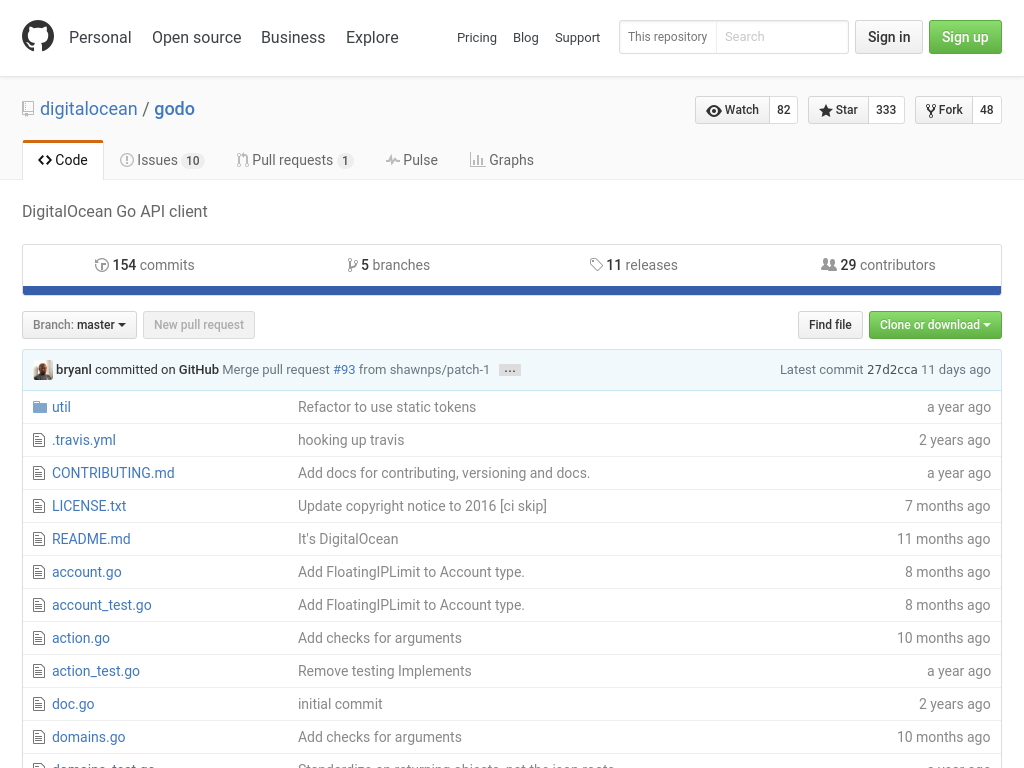 Personal Open source Business Explore Pricing Blog Support This repository Search Sign in Sign up
digitalocean / godo Watch 82 Star 333 Fork 48
Code Issues 10 Pull requests 1 Pulse Graphs
DigitalOcean Go API client
154 commits 5 branches 11 releases 29 contributors
Branch: master New pull request Find file Clone or download
bryanl committed on GitHub Merge pull request #93 from shawnps/patch-1 … Latest commit 27d2cca 11 days ago
util Refactor to use static tokens a year ago
.travis.yml hooking up travis 2 years ago
CONTRIBUTING.md Add docs for contributing, versioning and docs. a year ago
LICENSE.txt Update copyright notice to 2016 [ci skip] 7 months ago
README.md It's DigitalOcean 11 months ago
account.go Add FloatingIPLimit to Account type. 8 months ago
account_test.go Add FloatingIPLimit to Account type. 8 months ago
action.go Add checks for arguments 10 months ago
action_test.go Remove testing Implements a year ago
doc.go initial commit 2 years ago
domains.go Add checks for arguments 10 months ago